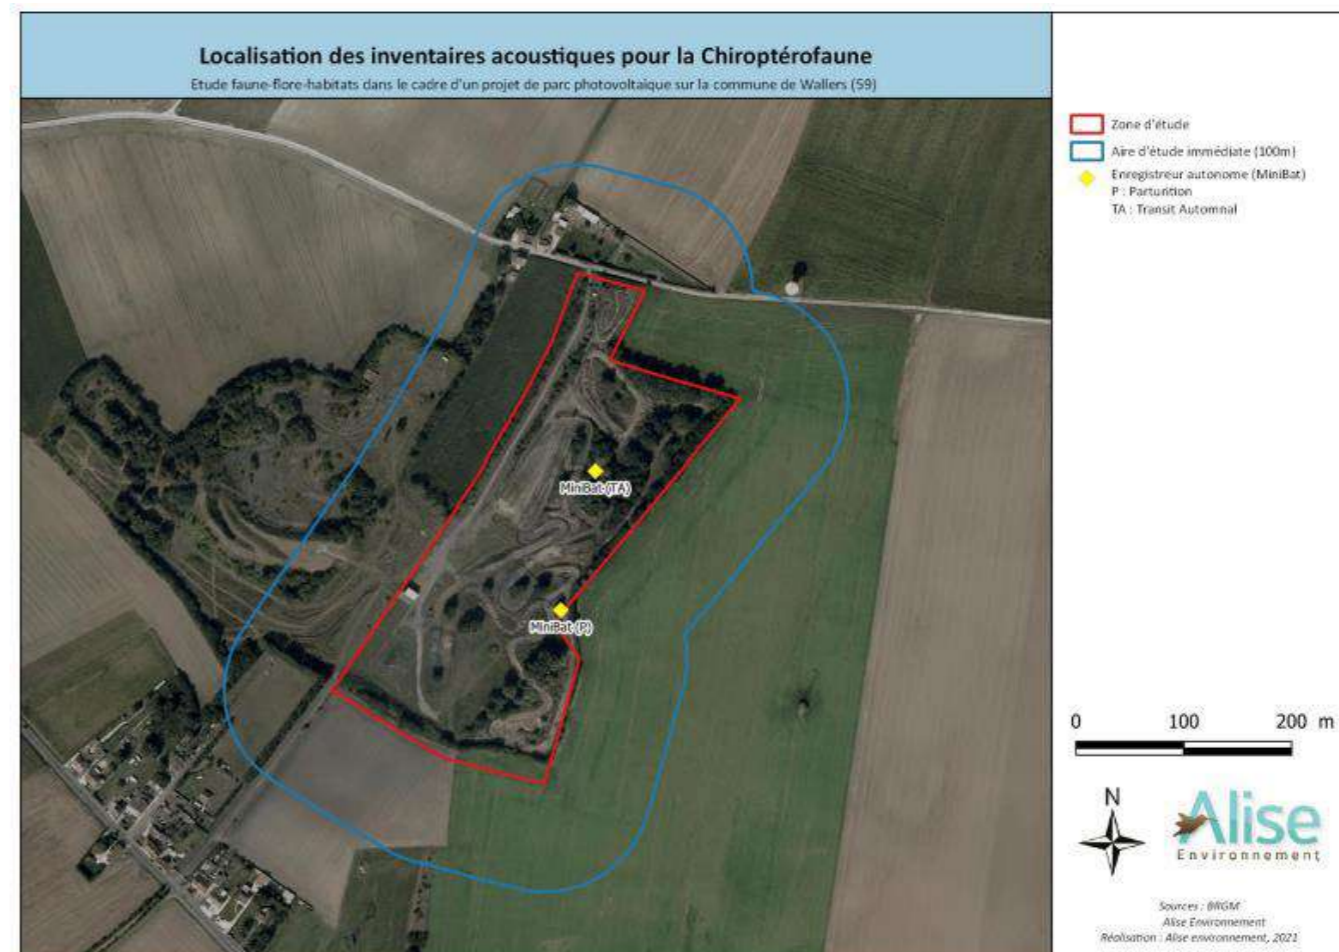 Localisation des inventaires acoustiques pour la Chiroptérofaune
Etude faune-flore-habitats dans le cadre d'un projet de parc photovoltaïque sur la commune de Wallers (59)
Zone d'étude
Aire d'étude immédiate (100m)
Enregistreur autonome (MiniBat)
P : Parturition
TA : Transit Automnal
MiniBat (TA)
MiniBat (P)
0 100 200 m
N
Alise
Environnement
Sources : BRGM
Alise Environnement
Réalisation : Alise environnement, 2021